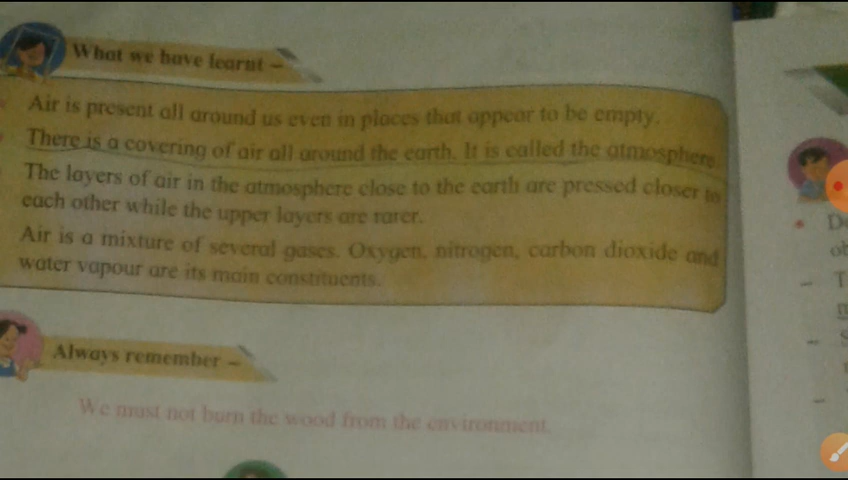 What we have learnt –
Air is present all around us even in places that appear to be empty.
There is a covering of air all around the earth. It is called the atmosphere
The layers of air in the atmosphere close to the earth are pressed closer to
each other while the upper layers are rarer.
Air is a mixture of several gases. Oxygen, nitrogen, carbon dioxide and
water vapour are its main constituents.
Always remember –
We must not burn the wood from the environment.